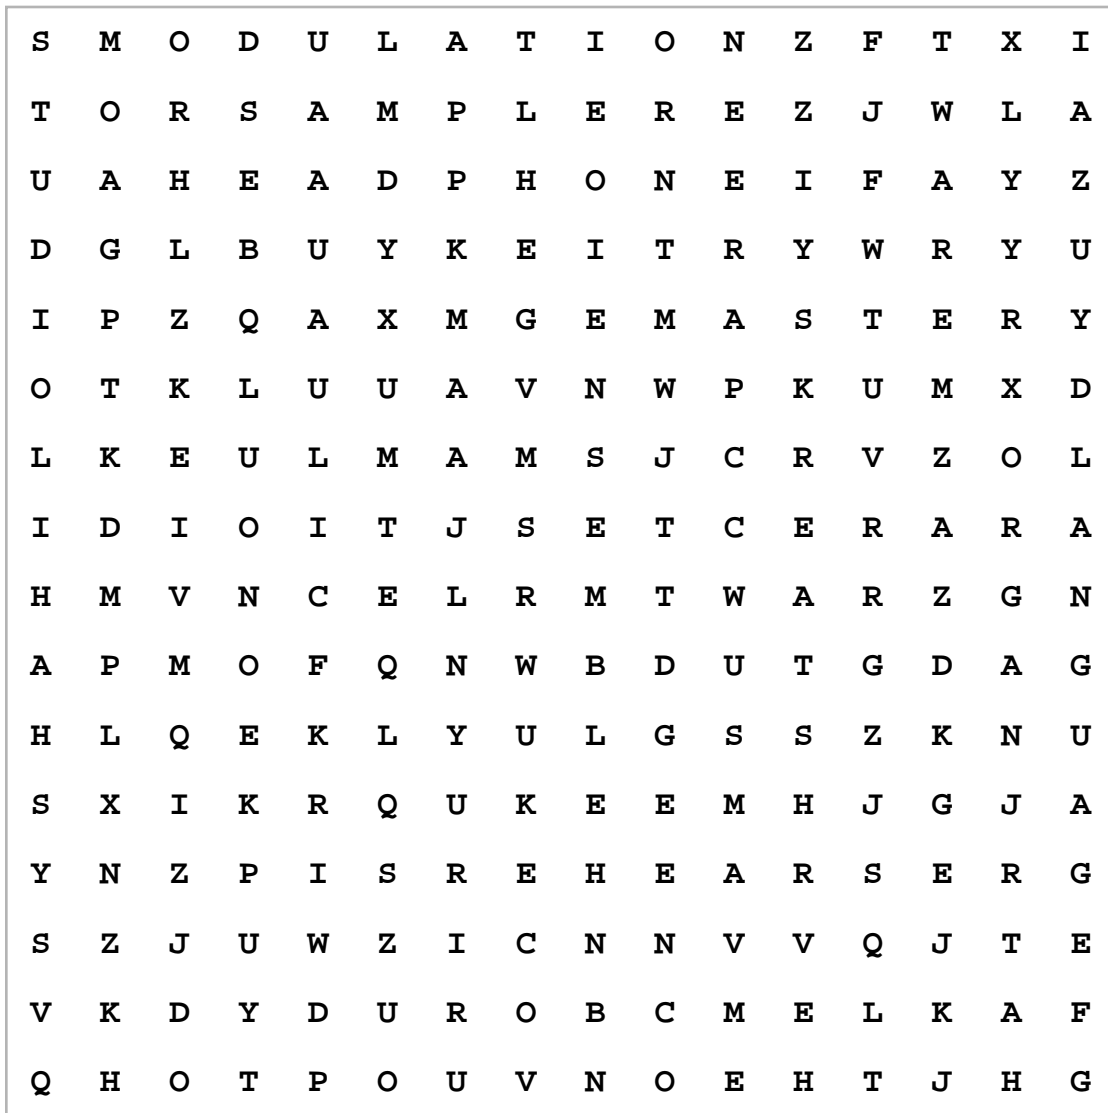 S M O D U L A T I O N Z F T X I
T O R S A M P L E R E Z J W L A
U A H E A D P H O N E I F A Y Z
D G L B U Y K E I T R Y W R Y U
I P Z Q A X M G E M A S T E R Y
O T K L U U A V N W P K U M X D
L K E U L M A M S J C R V Z O L
I D I O I T J S E T C E R A R A
H M V N C E L R M T W A R Z G N
A P M O F Q N W B D U T G D A G
H L Q E K L Y U L G S S Z K N U
S X I K R Q U K E E M H J G J A
Y N Z P I S R E H E A R S E R G
S Z J U W Z I C N N V V Q J T E
V K D Y D U R O B C M E L K A F
Q H O T P O U V N O E H T J H G